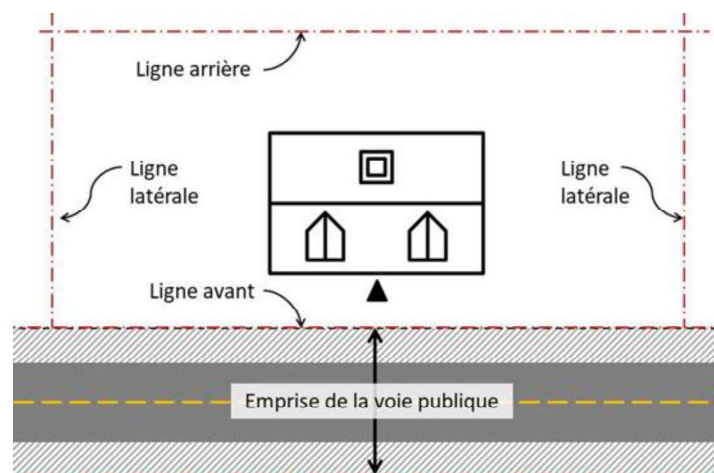 Ligne arrière
Ligne
latérale
Ligne
latérale
Ligne avant
Emprise de la voie publique